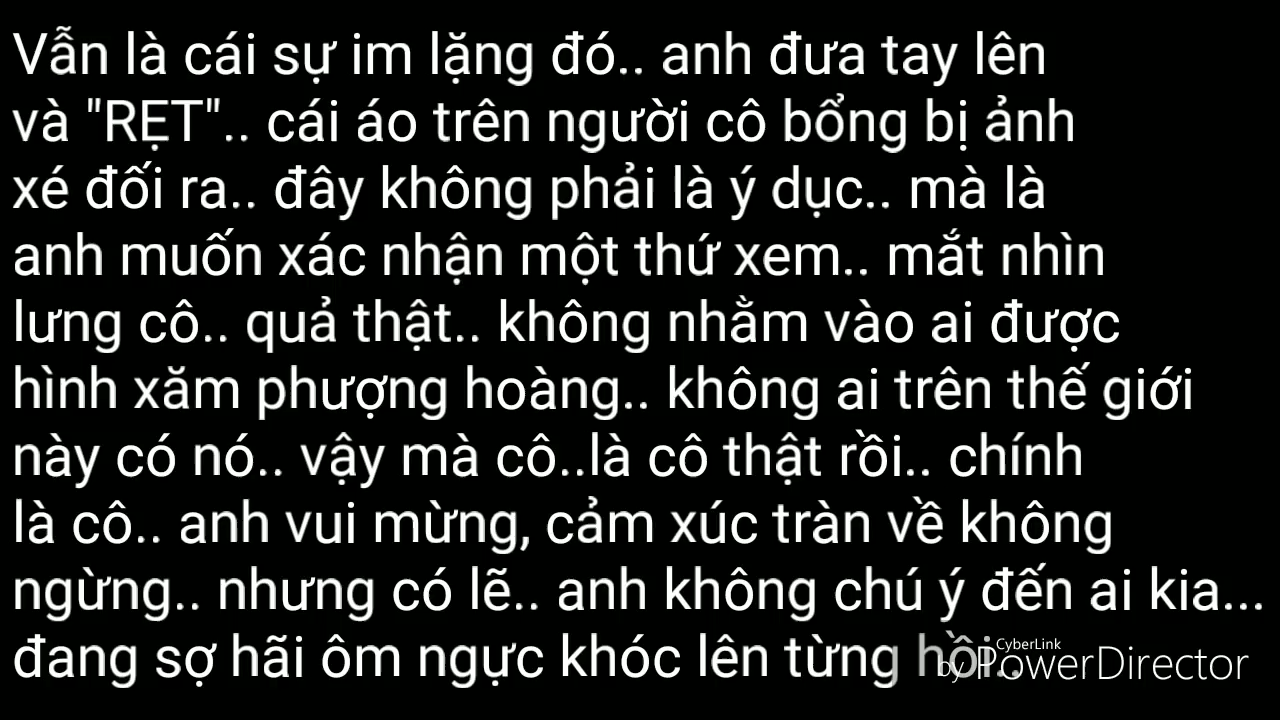 Vẫn là cái sự im lặng đó.. anh đưa tay lên
và "RẸT".. cái áo trên người cô bổng bị ảnh
xé đối ra.. đây không phải là ý dục.. mà là
anh muốn xác nhận một thứ xem.. mắt nhìn
lưng cô.. quả thật.. không nhằm vào ai được
hình xăm phượng hoàng.. không ai trên thế giới
này có nó.. vậy mà cô..là cô thật rồi.. chính
là cô.. anh vui mừng, cảm xúc tràn về không
ngừng.. nhưng có lẽ.. anh không chú ý đến ai kia...
đang sợ hãi ôm ngực khóc lên từng hồi..
by CyberLink PowerDirector